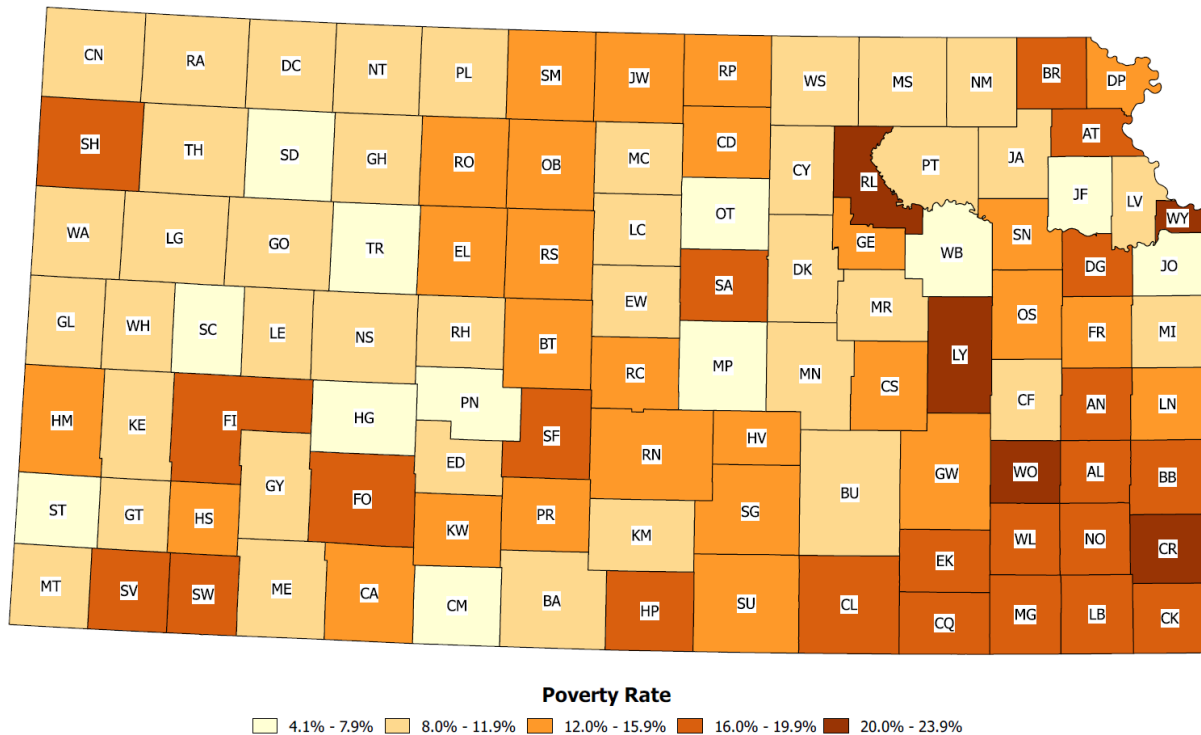 CN RA DC NT PL SM JW RP WS MS NM BR DP
SH TH SD GH RO OB MC CD CY RL PT JA AT
WA LG GO TR EL RS LC OT DK GE WB SN JF LV WY
GL WH SC LE NS RH BT EW SA MR LY OS DG JO
HM KE FI HG PN SF RC MP MN CS CF FR MI
ST GT HS GY FO ED KW PR RN HV SG BU GW WO AN LN
MT SV SW ME CA CM BA KM HP SU CL EK CQ WL AL BB
MG NO CR
LB CK
Poverty Rate
4.1% - 7.9% 8.0% - 11.9% 12.0% - 15.9% 16.0% - 19.9% 20.0% - 23.9%